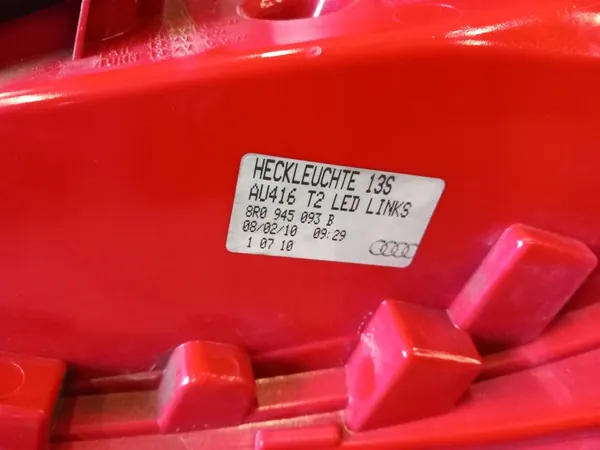 HECKLEUCHTE 13S
AU416 T2 LED LINKS
8R0 945 093 B
08/02/10 09:29
1 07 10